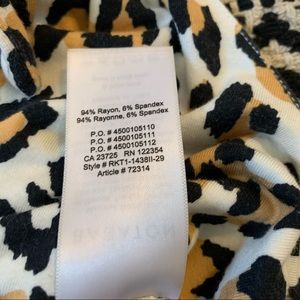 94% Rayon, 6% Spandex
94% Rayonne, 6% Spandex
P.O. # 4500105110
P.O. # 4500105111
P.O. # 4500105112
CA 23725 RN 122354
Style # RKT1-1438II-29
Article # 72314
BABATON